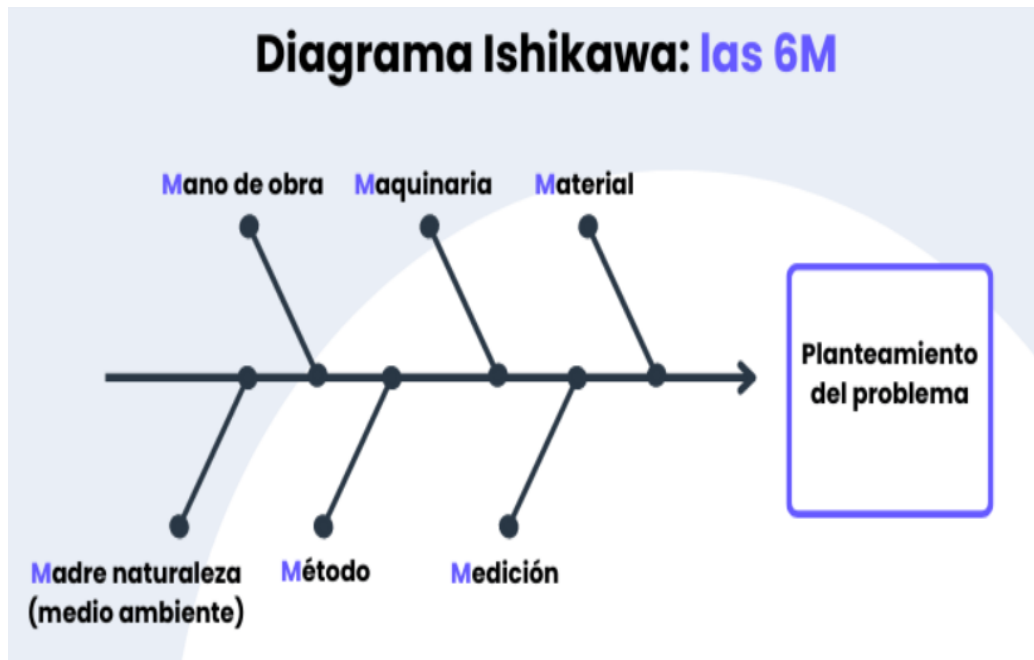 Diagrama Ishikawa: las 6M
Mano de obra
Maquinaria
Material
Planteamiento
del problema
Madre naturaleza
(medio ambiente)
Método
Medición